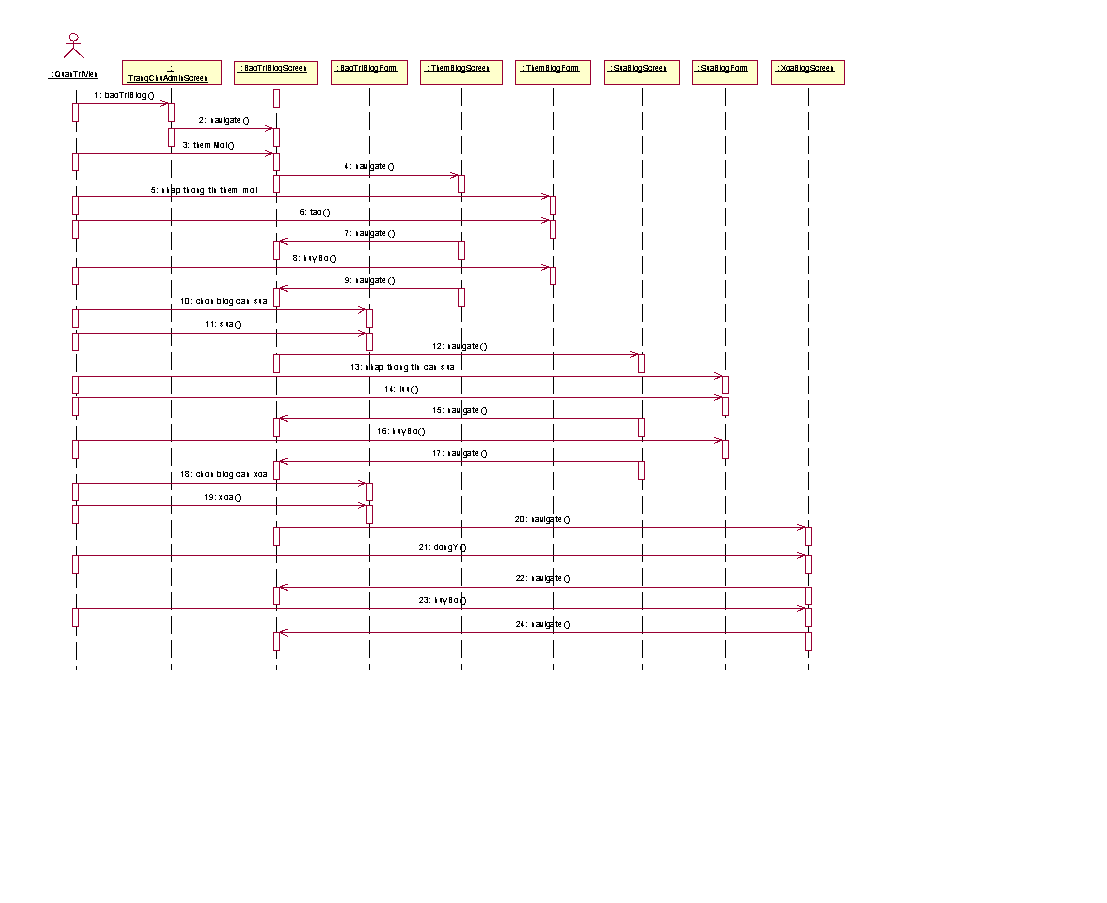 : QuanTriVien
:
TrangChuAdminScreen
: BaoTriBlogScreen
: BaoTriBlogForm
: ThemBlogScreen
: ThemBlogForm
: SuaBlogScreen
: SuaBlogForm
: XoaBlogScreen
1: baoTriBlog()
2: navigate()
3: themMoi()
4: navigate()
5: nhap thong tin them moi
6: tao()
7: navigate()
8: huyBo()
9: navigate()
10: chon blog can sua
11: sua()
12: navigate()
13: nhap thong tin can sua
14: luu()
15: navigate()
16: huyBo()
17: navigate()
18: chon blog can xoa
19: xoa()
20: navigate()
21: dongY()
22: navigate()
23: huyBo()
24: navigate()